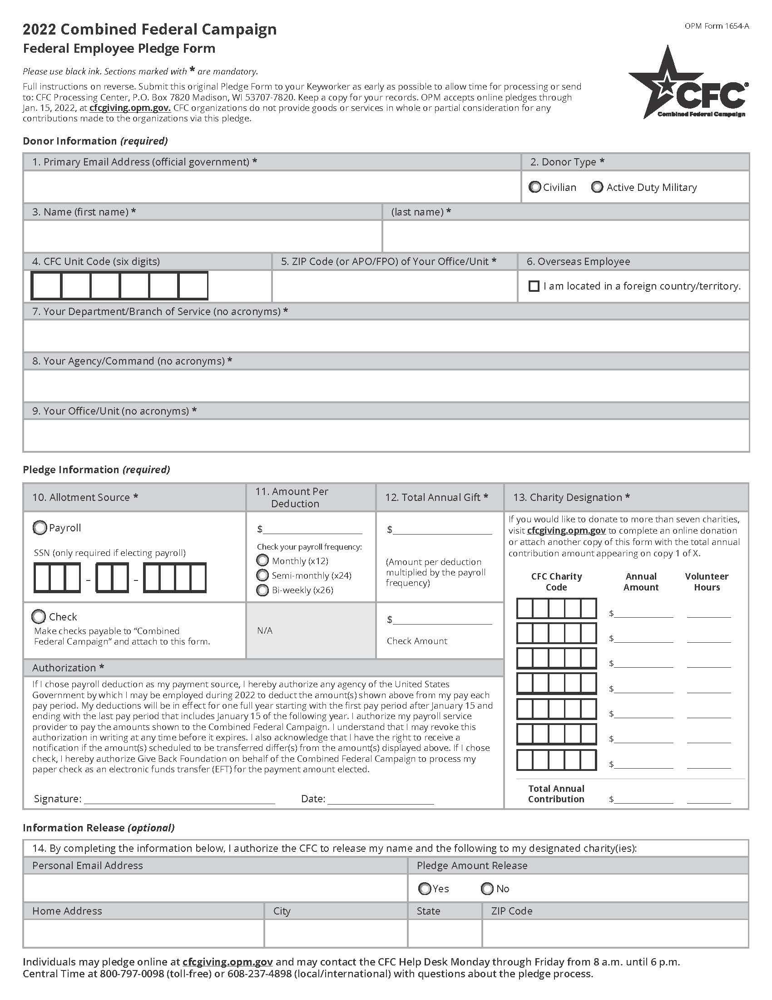 2022 Combined Federal Campaign
OPM Form 1654-A
Federal Employee Pledge Form
Please use black ink. Sections marked with * are mandatory.
Full instructions on reverse. Submit this original Pledge Form to your Keyworker as early as possible to allow time for processing or send
to: CFC Processing Center, P.O. Box 7820 Madison, WI 53707-7820. Keep a copy for your records. OPM accepts online pledges through
Jan. 15, 2022, at cfcgiving.opm.gov. CFC organizations do not provide goods or services in whole or partial consideration for any
contributions made to the organizations via this pledge.
CFC®
Combined Federal Campaign
Donor Information (required)
1. Primary Email Address (official government) *
2. Donor Type *
Civilian
Active Duty Military
3. Name (first name) *
(last name) *
4. CFC Unit Code (six digits)
5. ZIP Code (or APO/FPO) of Your Office/Unit *
6. Overseas Employee
I am located in a foreign country/territory.
7. Your Department/Branch of Service (no acronyms) *
8. Your Agency/Command (no acronyms) *
9. Your Office/Unit (no acronyms) *
Pledge Information (required)
10. Allotment Source *
11. Amount Per
Deduction
12. Total Annual Gift *
13. Charity Designation *
Payroll
SSN (only required if electing payroll)
- -
$
Check your payroll frequency:
Monthly (x12)
Semi-monthly (x24)
Bi-weekly (x26)
$
(Amount per deduction
multiplied by the payroll
frequency)
Check
Make checks payable to “Combined
Federal Campaign” and attach to this form.
N/A
$
Check Amount
If you would like to donate to more than seven charities,
visit cfcgiving.opm.gov to complete an online donation
or attach another copy of this form with the total annual
contribution amount appearing on copy 1 of X.
CFC Charity
Code
Annual
Amount
Volunteer
Hours
$
$
$
$
$
$
$
Total Annual
Contribution
$
Authorization *
If I chose payroll deduction as my payment source, I hereby authorize any agency of the United States
Government by which I may be employed during 2022 to deduct the amount(s) shown above from my pay each
pay period. My deductions will be in effect for one full year starting with the first pay period after January 15 and
ending with the last pay period that includes January 15 of the following year. I authorize my payroll service
provider to pay the amounts shown to the Combined Federal Campaign. I understand that I may revoke this
authorization in writing at any time before it expires. I also acknowledge that I have the right to receive a
notification if the amount(s) scheduled to be transferred differ(s) from the amount(s) displayed above. If I chose
check, I hereby authorize Give Back Foundation on behalf of the Combined Federal Campaign to process my
paper check as an electronic funds transfer (EFT) for the payment amount elected.
Signature:
Date:
Information Release (optional)
14. By completing the information below, I authorize the CFC to release my name and the following to my designated charity(ies):
Personal Email Address
Pledge Amount Release
Yes
No
Home Address
City
State
ZIP Code
Individuals may pledge online at cfcgiving.opm.gov and may contact the CFC Help Desk Monday through Friday from 8 a.m. until 6 p.m.
Central Time at 800-797-0098 (toll-free) or 608-237-4898 (local/international) with questions about the pledge process.